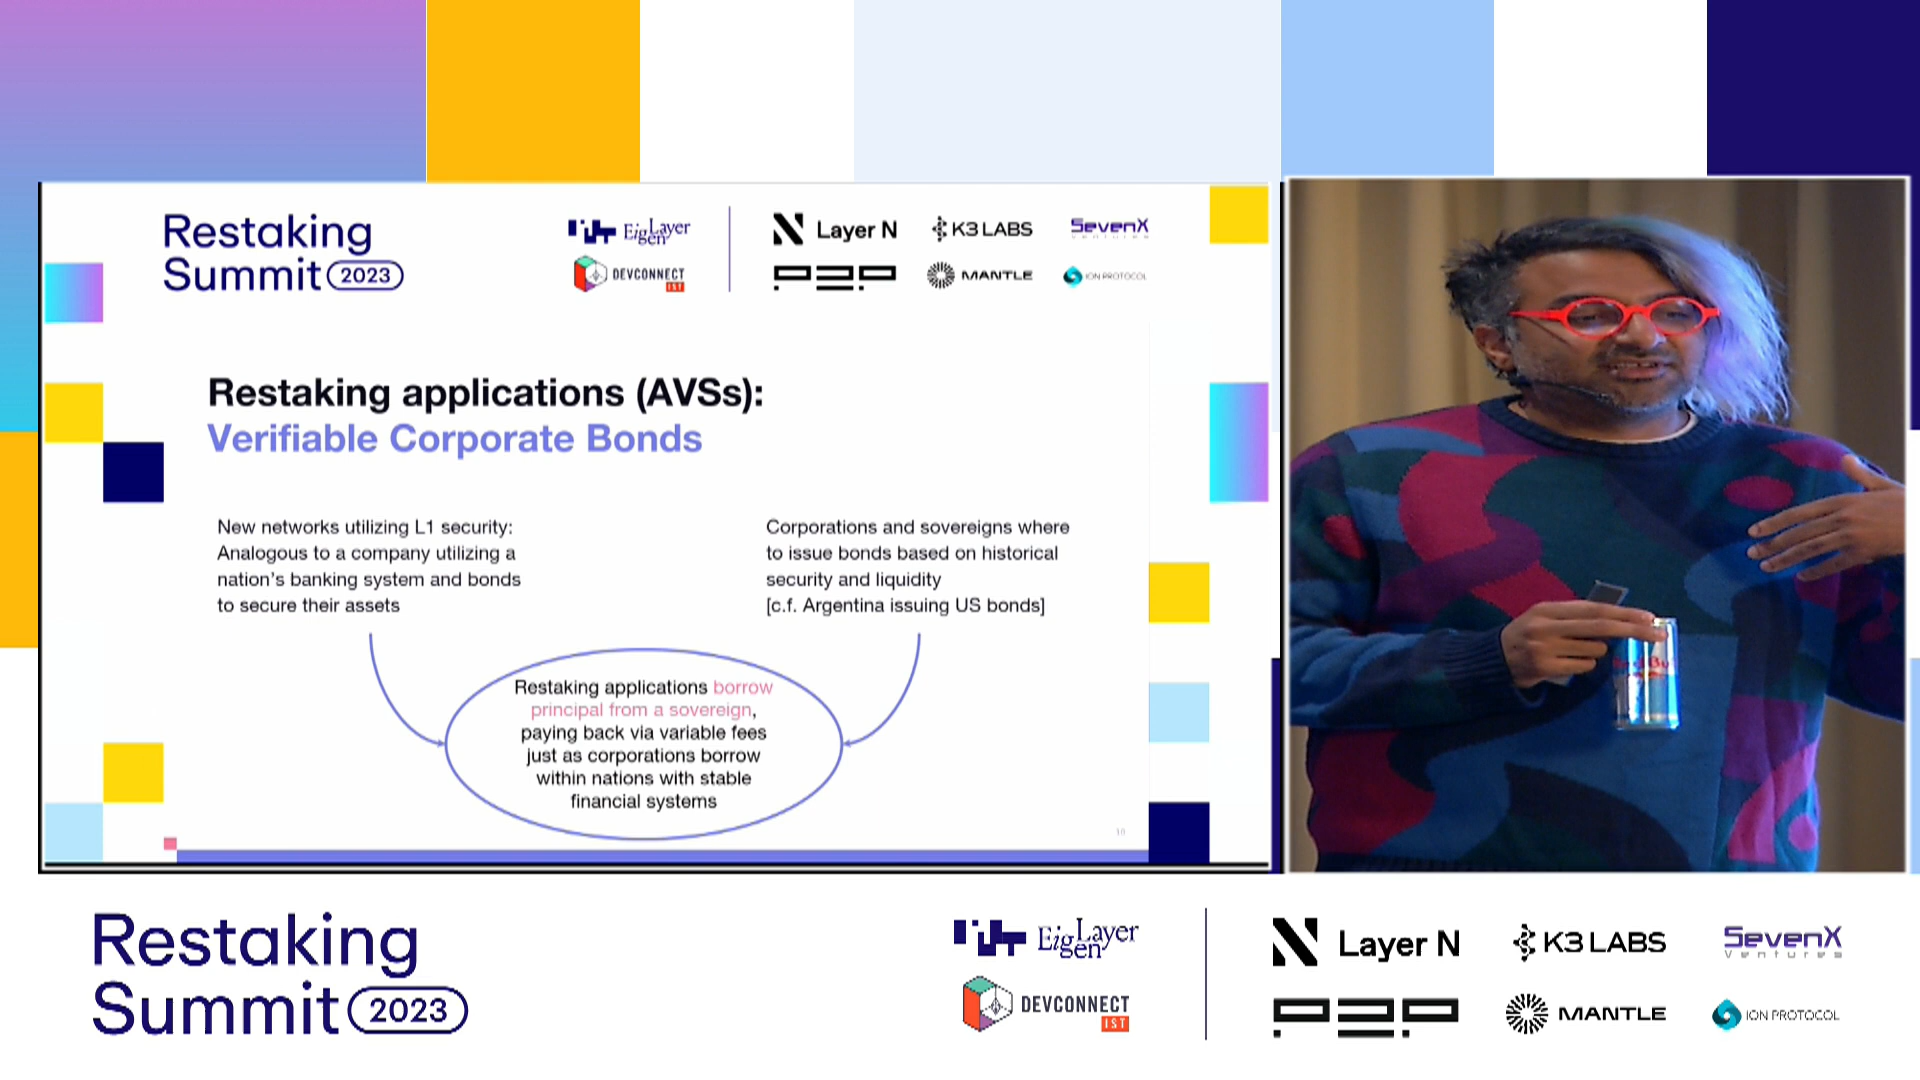 Restaking
Summit 2023
EigenLayer
DEVCONNECT
IST
Layer N
K3 LABS
SevenX
P2P
MANTLE
ION PROTOCOL
Restaking applications (AVSs):
Verifiable Corporate Bonds
New networks utilizing L1 security:
Analogous to a company utilizing a
nation's banking system and bonds
to secure their assets
Corporations and sovereigns where
to issue bonds based on historical
security and liquidity
[c.f. Argentina issuing US bonds]
Restaking applications borrow
principal from a sovereign,
paying back via variable fees
just as corporations borrow
within nations with stable
financial systems
10
Red Bull
Restaking
Summit 2023
EigenLayer
DEVCONNECT
IST
Layer N
K3 LABS
SevenX
Ventures
P2P
MANTLE
ION PROTOCOL